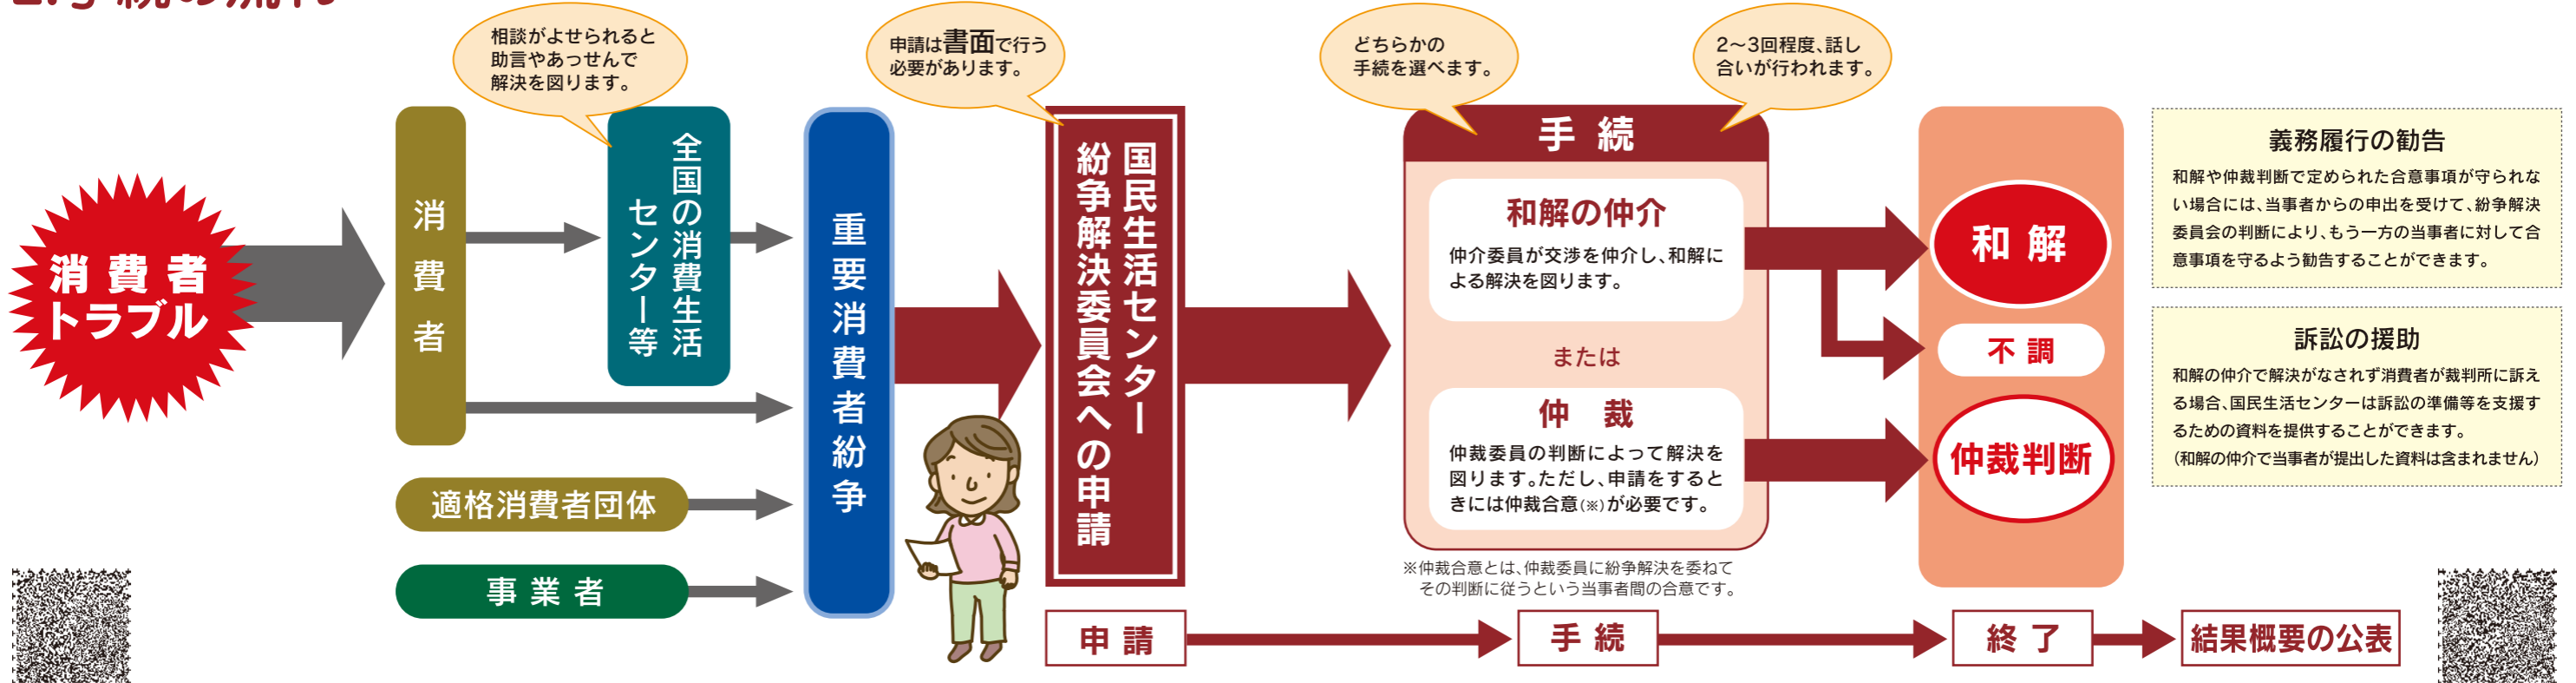 相談がよせられると
助言やあっせんで
解決を図ります。
申請は書面で行う
必要があります。
どちらかの
手続を選べます。
2〜3回程度、話し
合いが行われます。
消費者
トラブル
消費者
全国の消費生活
センター等
適格消費者団体
事業者
重要消費者紛争
国民生活センター
紛争解決委員会への申請
手続
和解の仲介
仲介委員が交渉を仲介し、和解に
よる解決を図ります。
または
仲裁
仲裁委員の判断によって解決を
図ります。ただし、申請をすると
きには仲裁合意(※)が必要です。
※仲裁合意とは、仲裁委員に紛争解決を委ねて
その判断に従うという当事者間の合意です。
和解
不調
仲裁判断
義務履行の勧告
和解や仲裁判断で定められた合意事項が守られな
い場合には、当事者からの申出を受けて、紛争解決
委員会の判断により、もう一方の当事者に対して合
意事項を守るよう勧告することができます。
訴訟の援助
和解の仲介で解決がなされず消費者が裁判所に訴え
る場合、国民生活センターは訴訟の準備等を支援す
るための資料を提供することができます。
（和解の仲介で当事者が提出した資料は含まれません）
申請
手続
終了
結果概要の公表